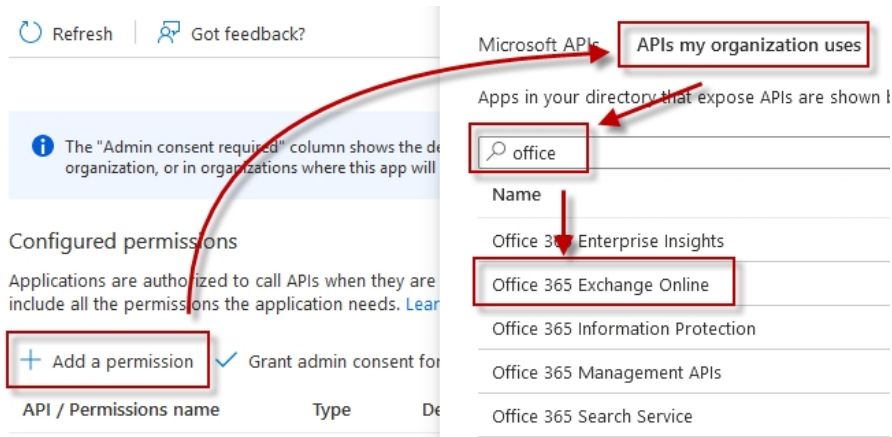 Refresh
Got feedback?
The "Admin consent required" column shows the de
organization, or in organizations where this app will
Configured permissions
Applications are authorized to call APIs when they are
include all the permissions the application needs. Lear
Add a permission
Grant admin consent for
API / Permissions name
Type
De
Microsoft APIs
APIs my organization uses
Apps in your directory that expose APIs are shown b
office
Name
Office 365 Enterprise Insights
Office 365 Exchange Online
Office 365 Information Protection
Office 365 Management APIs
Office 365 Search Service